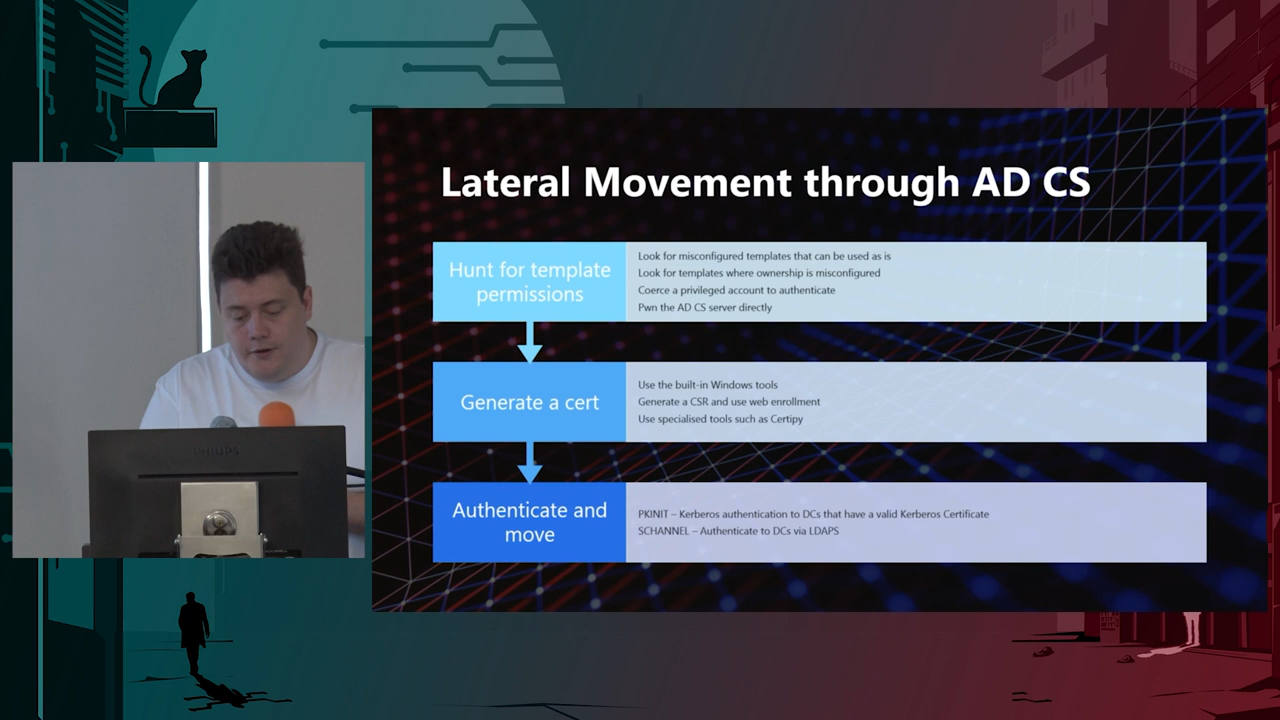 Lateral Movement through AD CS
Hunt for template
permissions
Look for misconfigured templates that can be used as is
Look for templates where ownership is misconfigured
Coerce a privileged account to authenticate
Pwn the AD CS server directly
Generate a cert
Use the built-in Windows tools
Generate a CSR and use web enrollment
Use specialised tools such as Certipy
Authenticate and
move
PKINIT – Kerberos authentication to DCs that have a valid Kerberos Certificate
SCHANNEL – Authenticate to DCs via LDAPS
PHILIPS